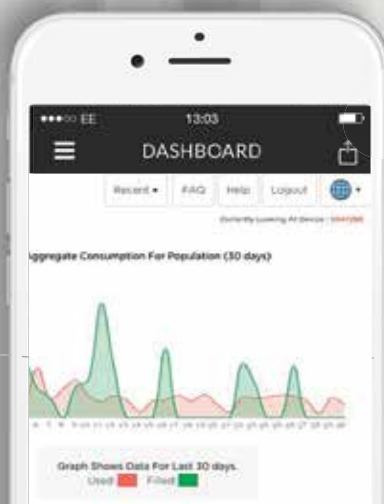 EE 13:03
DASHBOARD
Recent FAQ Help Logout
Currently Looking At Device :
Aggregate Consumption For Population (30 days)
Graph Shows Data For Last 30 days.
Used Filled